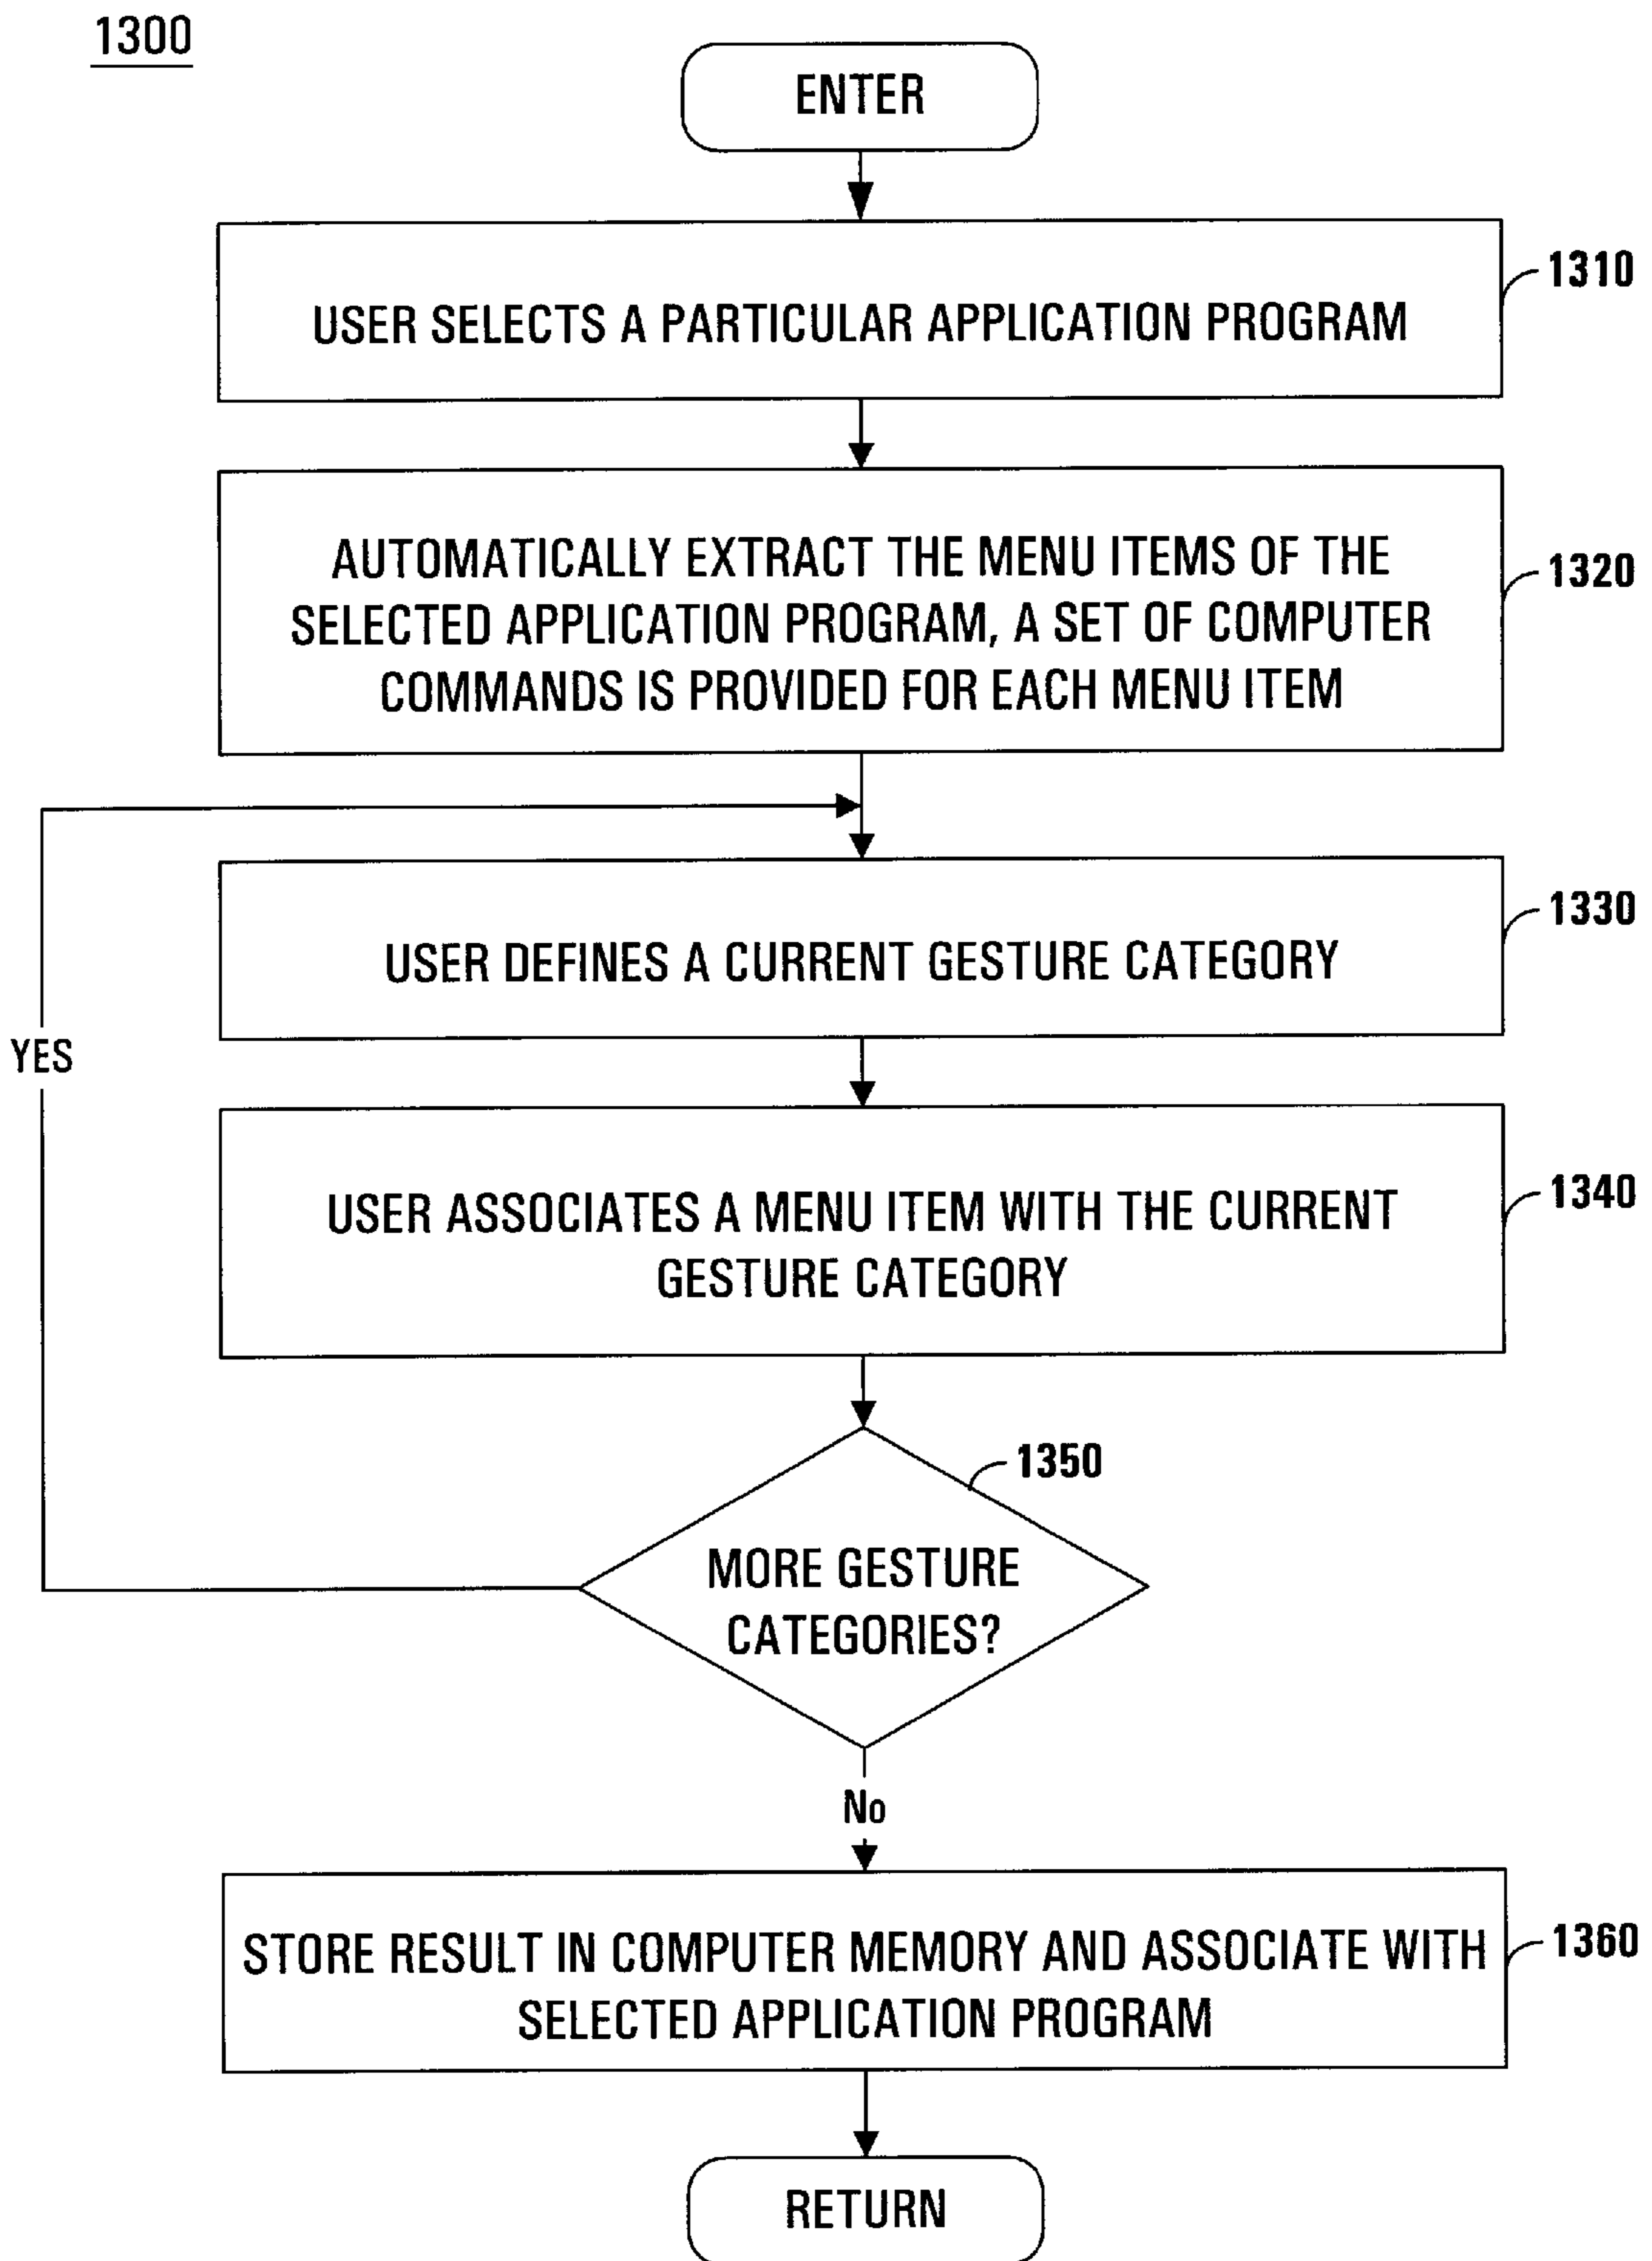 1300
ENTER
1310
USER SELECTS A PARTICULAR APPLICATION PROGRAM
AUTOMATICALLY EXTRACT THE MENU ITEMS OF THE
1320
SELECTED APPLICATION PROGRAM, A SET OF COMPUTER
COMMANDS IS PROVIDED FOR EACH MENU ITEM
1330
USER DEFINES A CURRENT GESTURE CATEGORY
YES
1340
USER ASSOCIATES A MENU ITEM WITH THE CURRENT
GESTURE CATEGORY
1350
MORE GESTURE
CATEGORIES?
No
1360
STORE RESULT IN COMPUTER MEMORY AND ASSOCIATE WITH
SELECTED APPLICATION PROGRAM
RETURN